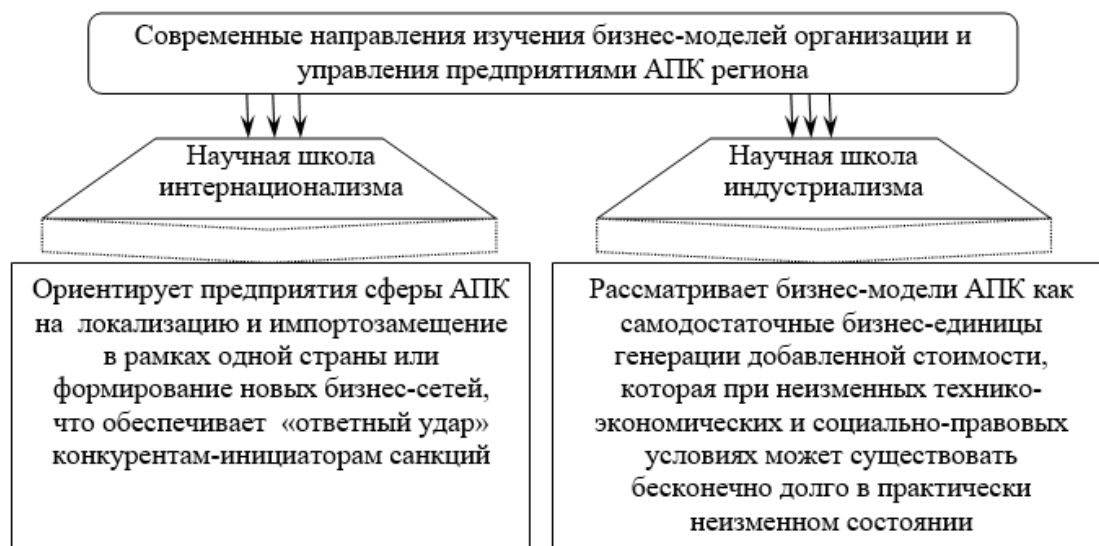 Современные направления изучения бизнес-моделей организации и
управления предприятиями АПК региона
Научная школа
интернационализма
Научная школа
индустриализма
Ориентирует предприятия сферы АПК
на локализацию и импортозамещение
в рамках одной страны или
формирование новых бизнес-сетей,
что обеспечивает «ответный удар»
конкурентам-инициаторам санкций
Рассматривает бизнес-модели АПК как
самодостаточные бизнес-единицы
генерации добавленной стоимости,
которая при неизменных технико-
экономических и социально-правовых
условиях может существовать
бесконечно долго в практически
неизменном состоянии